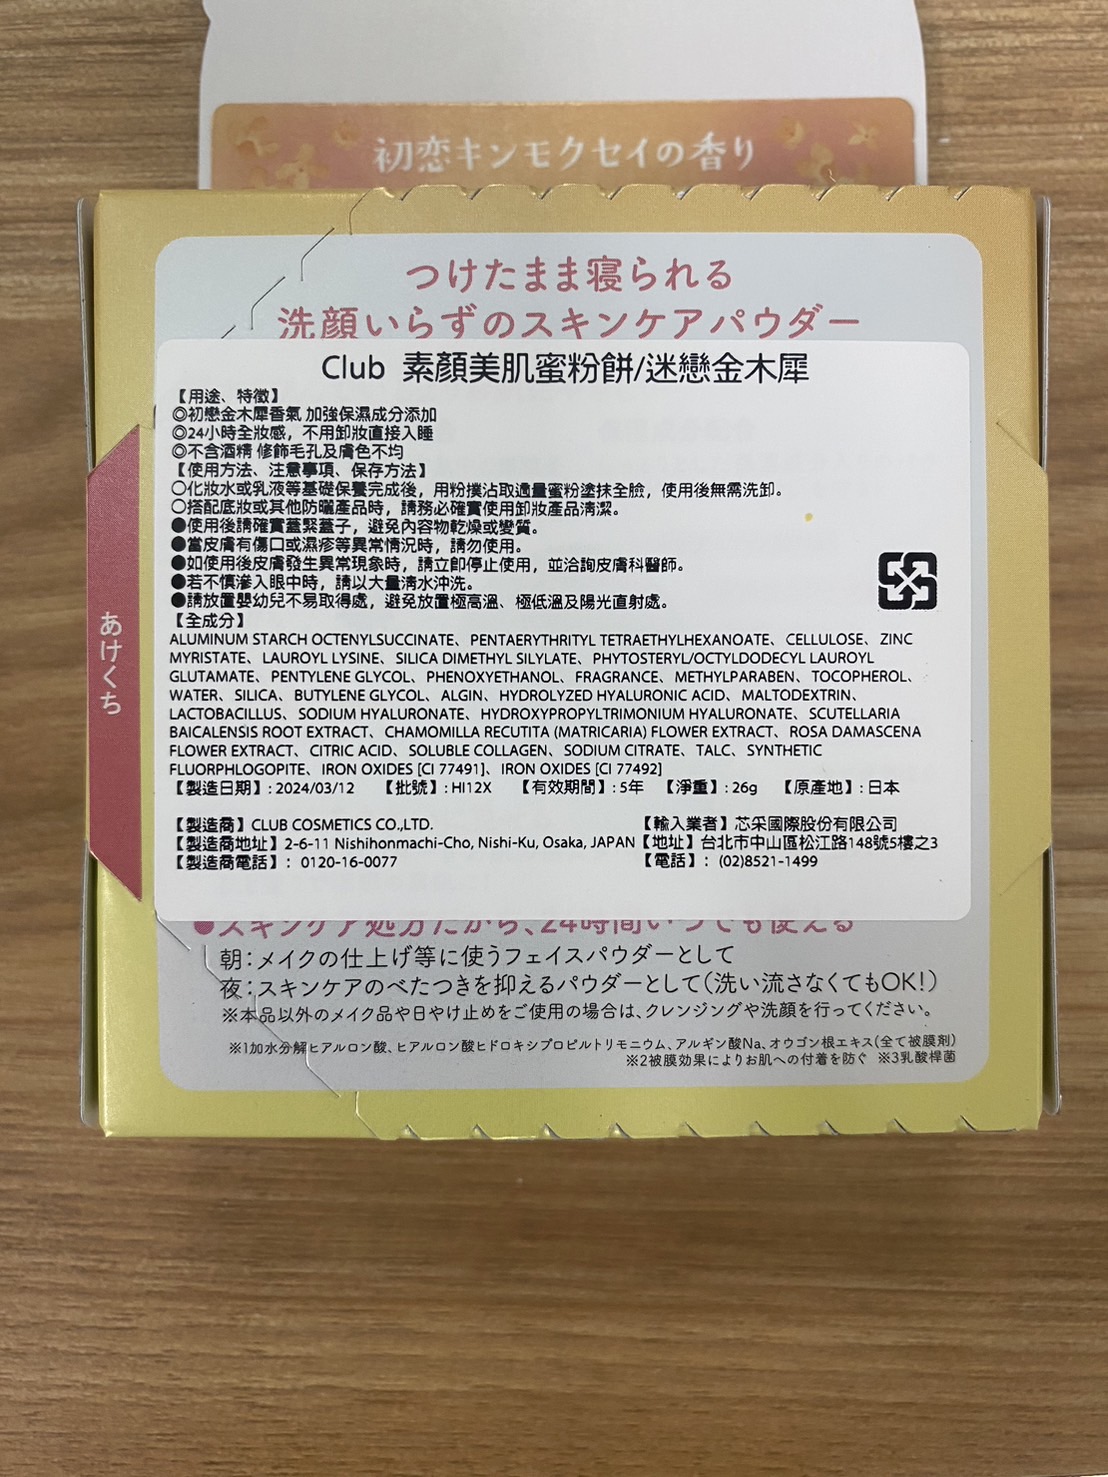 初恋キンモクセイの香り
つけたまま寝られる
洗顔いらずのスキンケアパウダー
Club 素顏美肌蜜粉餅/迷戀金木犀
【用途、特徵】
◎初戀金木犀香氣 加強保濕成分添加
◎24小時全妝感，不用卸妝直接入睡
◎不含酒精 修飾毛孔及膚色不均
【使用方法、注意事項、保存方法】
○化妝水或乳液等基礎保養完成後，用粉撲沾取適量蜜粉塗抹全臉，使用後無需洗卸。
○搭配底妝或其他防曬產品時，請務必確實使用卸妝產品清潔。
●使用後請確實蓋緊蓋子，避免內容物乾燥或變質。
●當皮膚有傷口或濕疹等異常情況時，請勿使用。
●如使用後皮膚發生異常現象時，請立即停止使用，並洽詢皮膚科醫師。
●若不慎滲入眼中時，請以大量清水沖洗。
●請放置嬰幼兒不易取得處，避免放置極高溫、極低溫及陽光直射處。
【全成分】
ALUMINUM STARCH OCTENYLSUCCINATE、PENTAERYTHRITYL TETRAETHYLHEXANOATE、CELLULOSE、ZINC
MYRISTATE、LAUROYL LYSINE、SILICA DIMETHYL SILYLATE、PHYTOSTERYL/OCTYLDODECYL LAUROYL
GLUTAMATE、PENTYLENE GLYCOL、PHENOXYETHANOL、FRAGRANCE、METHYLPARABEN、TOCOPHEROL、
WATER、SILICA、BUTYLENE GLYCOL、ALGIN、HYDROLYZED HYALURONIC ACID、MALTODEXTRIN、
LACTOBACILLUS、SODIUM HYALURONATE、HYDROXYPROPYLTRIMONIUM HYALURONATE、SCUTELLARIA
BAICALENSIS ROOT EXTRACT、CHAMOMILLA RECUTITA (MATRICARIA) FLOWER EXTRACT、ROSA DAMASCENA
FLOWER EXTRACT、CITRIC ACID、SOLUBLE COLLAGEN、SODIUM CITRATE、TALC、SYNTHETIC
FLUORPHLOGOPITE、IRON OXIDES [CI 77491]、IRON OXIDES [CI 77492]
【製造日期】: 2024/03/12 【批號】: HI12X 【有效期間】: 5年 【淨重】: 26g 【原產地】: 日本
【製造商】CLUB COSMETICS CO.,LTD.
【製造商地址】2-6-11 Nishihonmachi-Cho, Nishi-Ku, Osaka, JAPAN
【製造商電話】: 0120-16-0077
【輸入業者】芯采國際股份有限公司
【地址】台北市中山區松江路148號5樓之3
【電話】: (02)8521-1499
あけくち
●スキンケア処方だから、24時間いつでも使える
朝:メイクの仕上げ等に使うフェイスパウダーとして
夜:スキンケアのべたつきを抑えるパウダーとして(洗い流さなくてもOK!)
※本品以外のメイク品や日やけ止めをご使用の場合は、クレンジングや洗顔を行ってください。
※1加水分解ヒアルロン酸、ヒアルロン酸ヒドロキシプロピルトリモニウム、アルギン酸Na、オウゴン根エキス(全て被膜剤)
※2被膜効果によりお肌への付着を防ぐ ※3乳酸桿菌